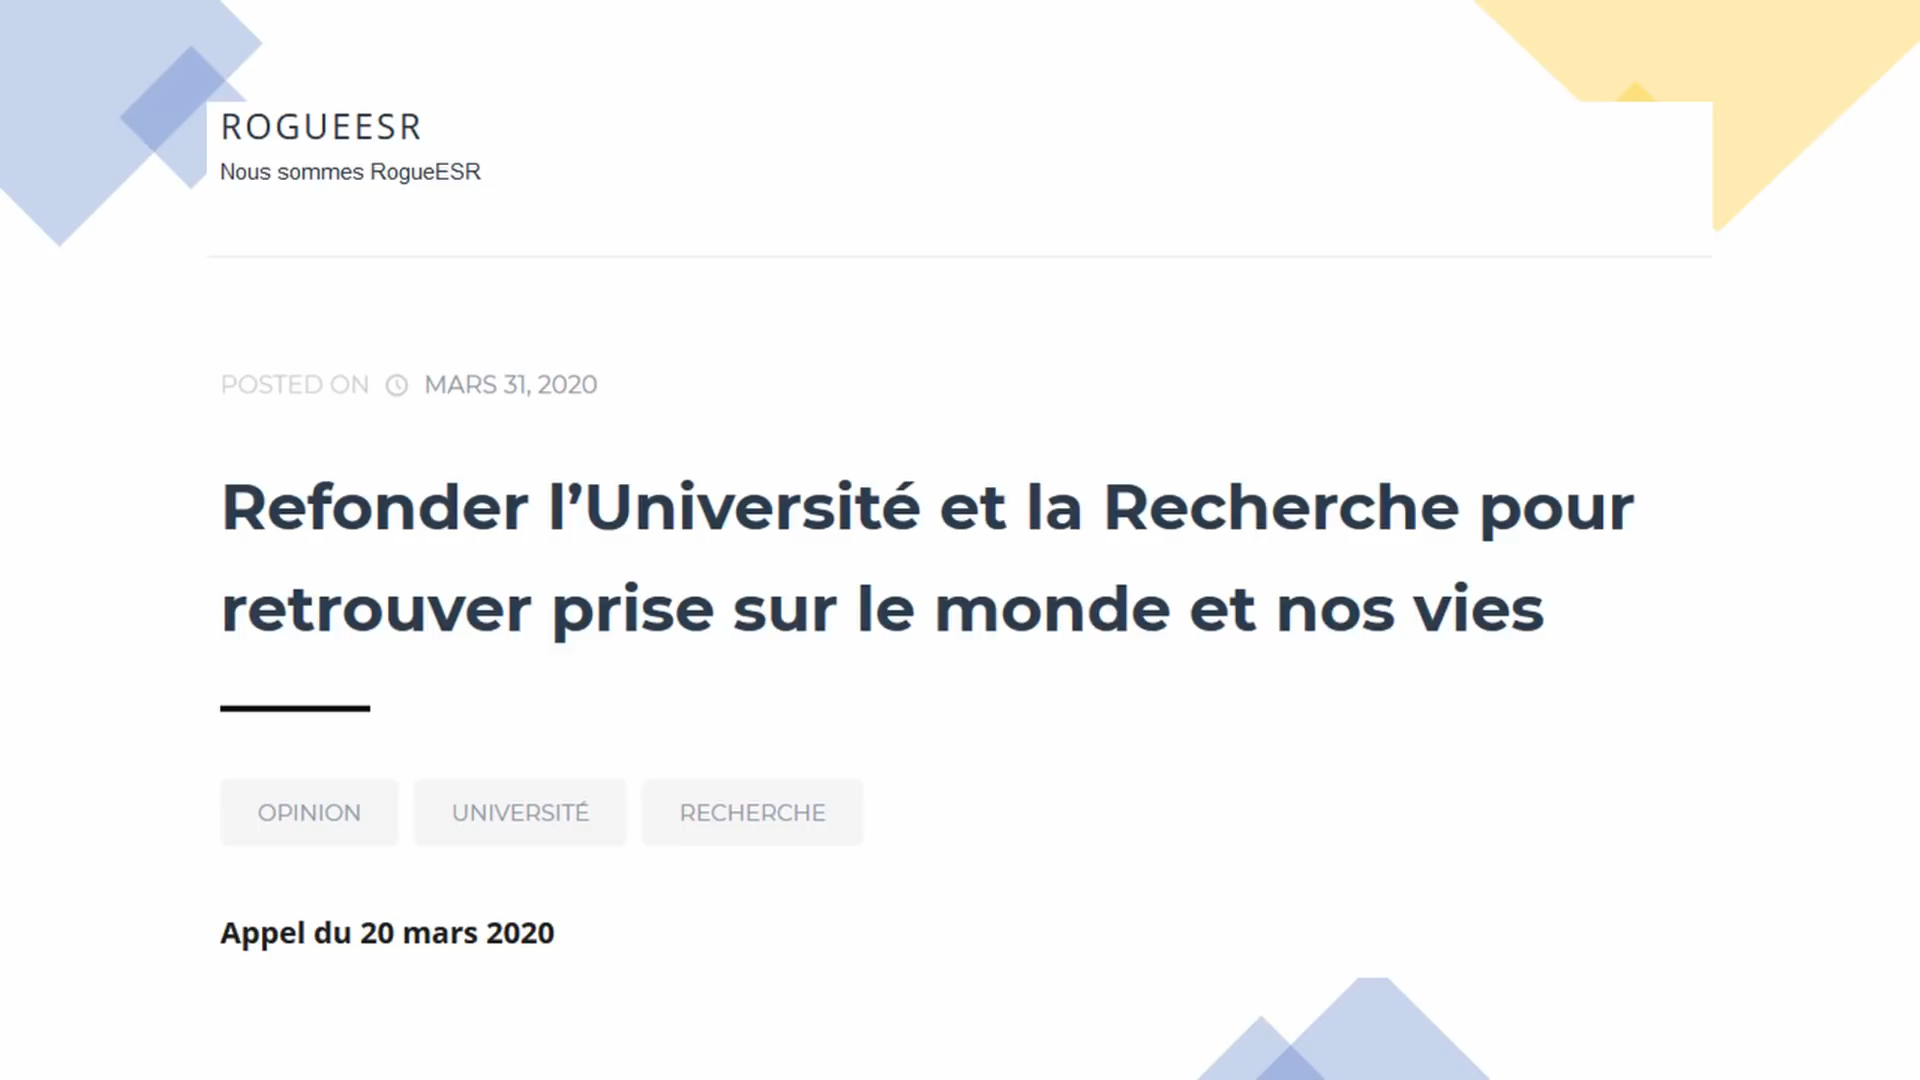 ROGUEESR
Nous sommes RogueESR
POSTED ON MARS 31, 2020
Refonder l’Université et la Recherche pour
retrouver prise sur le monde et nos vies
OPINION UNIVERSITÉ RECHERCHE
Appel du 20 mars 2020